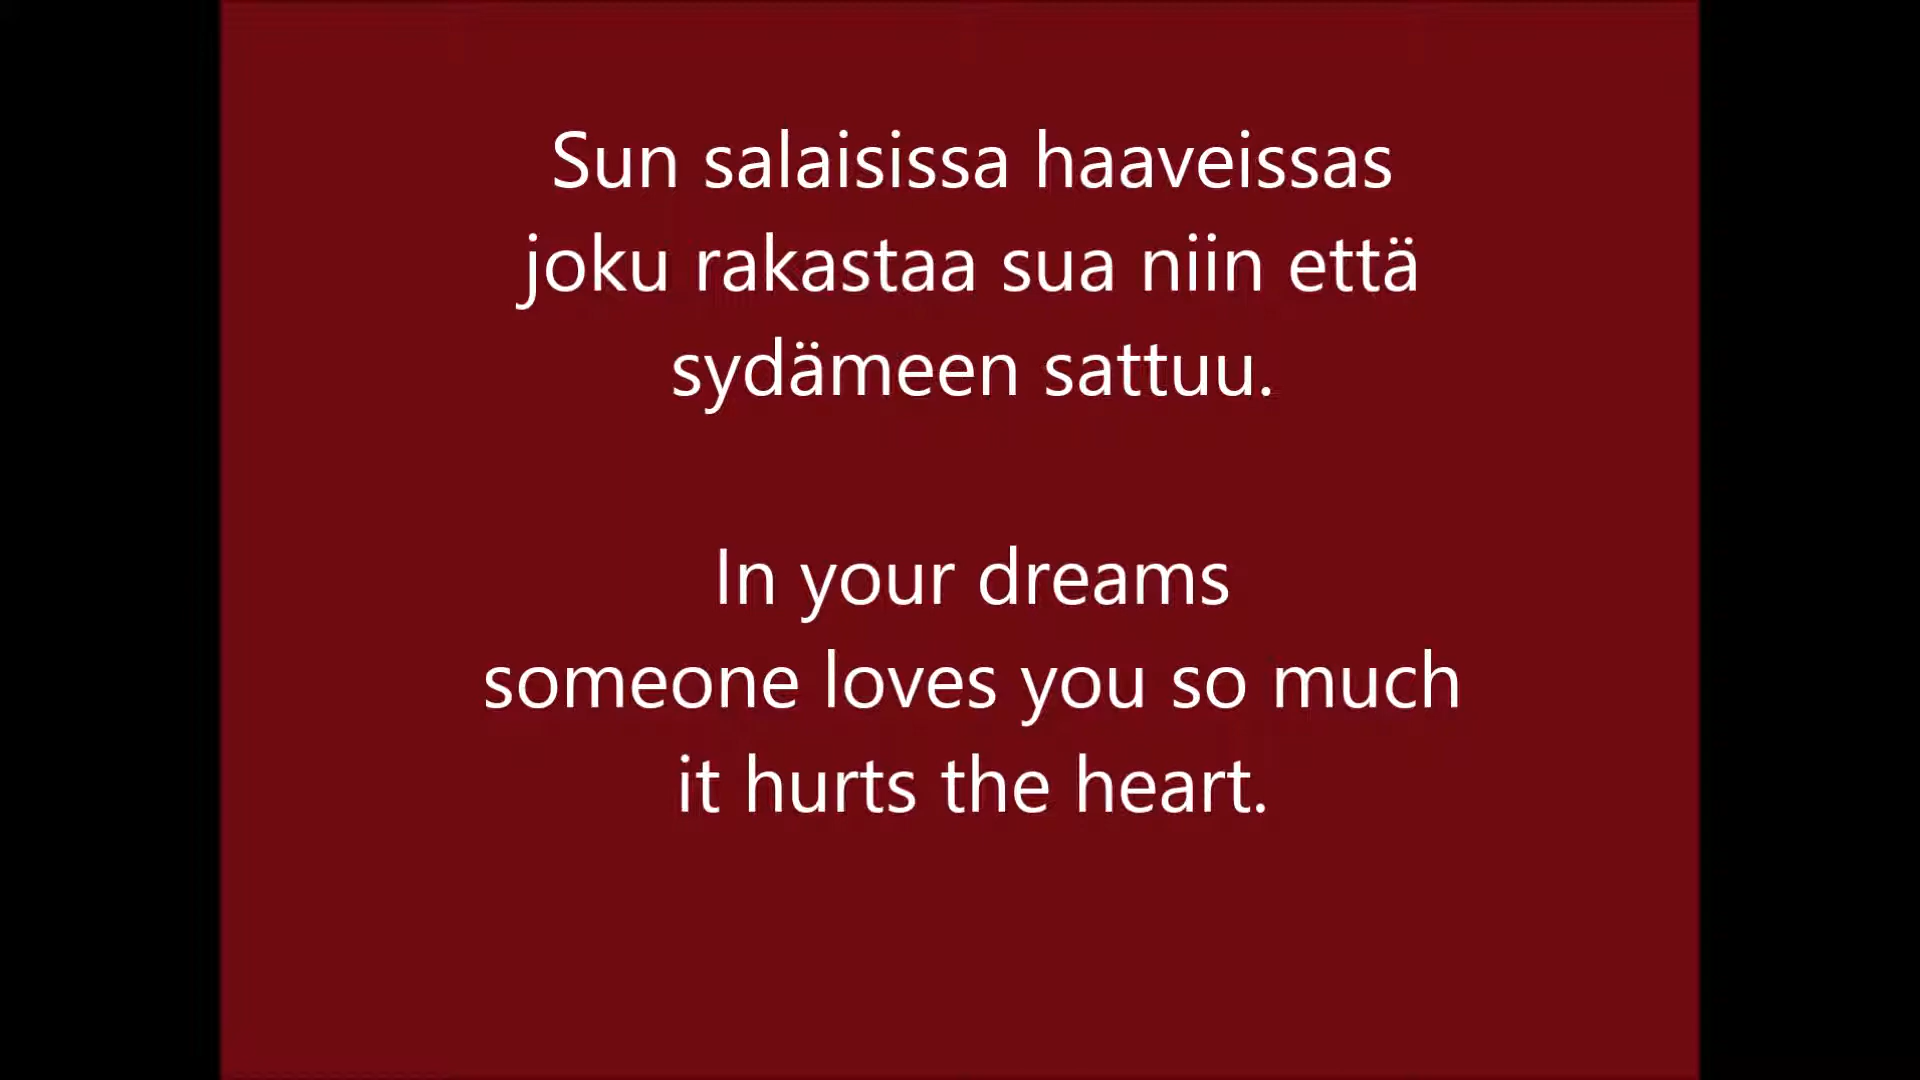 Sun salaisissa haaveissas
joku rakastaa sua niin että
sydämeen sattuu.
In your dreams
someone loves you so much
it hurts the heart.